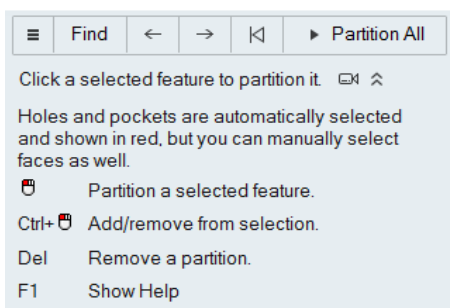 Find Partition All
Click a selected feature to partition it.
Holes and pockets are automatically selected
and shown in red, but you can manually select
faces as well.
Partition a selected feature.
Ctrl+ Add/remove from selection.
Del Remove a partition.
F1 Show Help